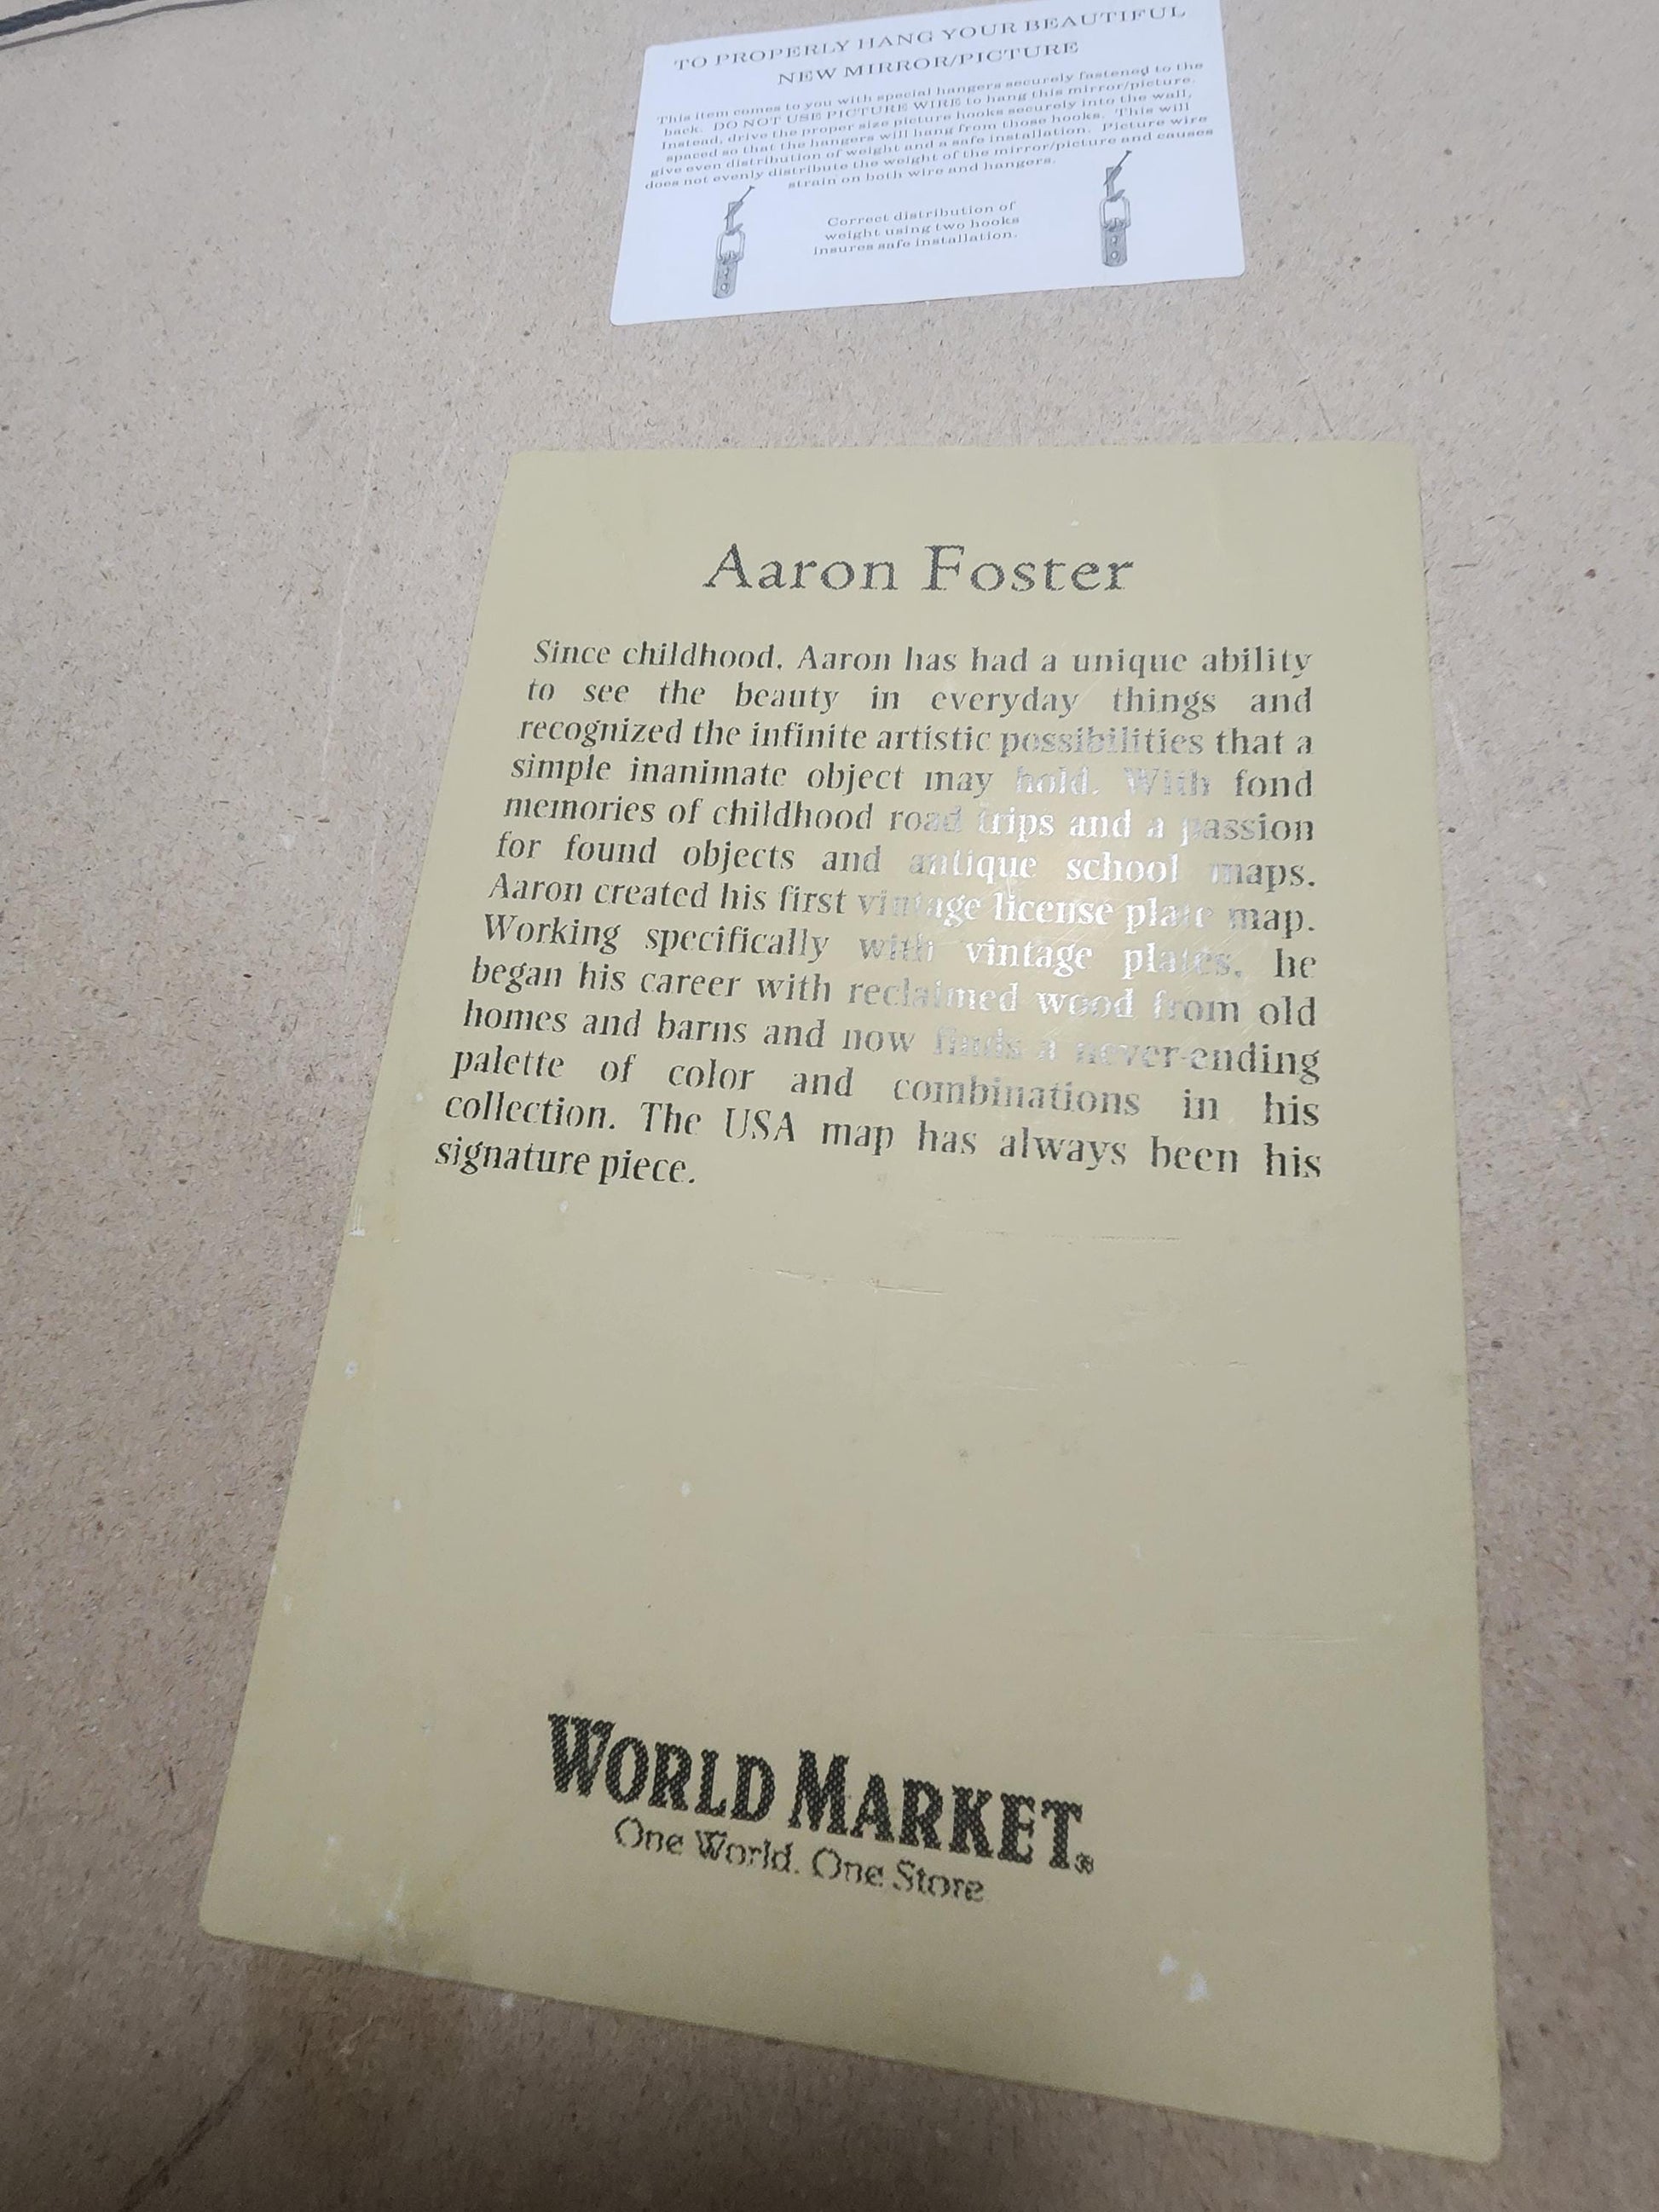 TO PROPERLY HANG YOUR BEAUTIFUL
NEW MIRROR/PICTURE
This item comes to you with special hangers securely fastened to the
back. DO NOT USE PICTURE WIRE to hang this mirror/picture.
Instead, drive the proper size picture hooks securely into the wall,
spaced so that the hangers will hang from those hooks. This will
give even distribution of weight and a safe installation. Picture wire
does not evenly distribute the weight of the mirror/picture and causes
strain on both wire and hangers.
Correct distribution of
weight using two hooks
insures safe installation.
Aaron Foster
Since childhood, Aaron has had a unique ability
to see the beauty in everyday things and
recognized the infinite artistic possibilities that a
simple inanimate object may hold. With fond
memories of childhood road trips and a passion
for found objects and antique school maps.
Aaron created his first vintage license plate map.
Working specifically with vintage plates, he
began his career with reclaimed wood from old
homes and barns and now finds a never-ending
palette of color and combinations in his
collection. The USA map has always been his
signature piece.
WORLD MARKET®
One World. One Store